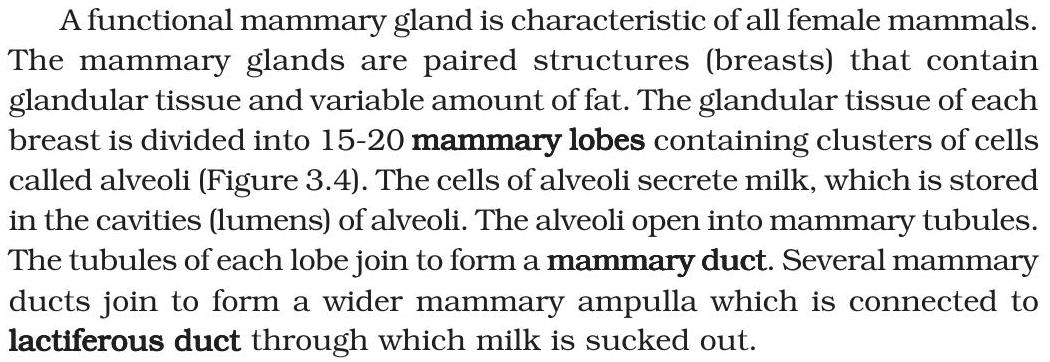 A functional mammary gland is characteristic of all female mammals.
The mammary glands are paired structures (breasts) that contain
glandular tissue and variable amount of fat. The glandular tissue of each
breast is divided into 15-20 mammary lobes containing clusters of cells
called alveoli (Figure 3.4). The cells of alveoli secrete milk, which is stored
in the cavities (lumens) of alveoli. The alveoli open into mammary tubules.
The tubules of each lobe join to form a mammary duct. Several mammary
ducts join to form a wider mammary ampulla which is connected to
lactiferous duct through which milk is sucked out.